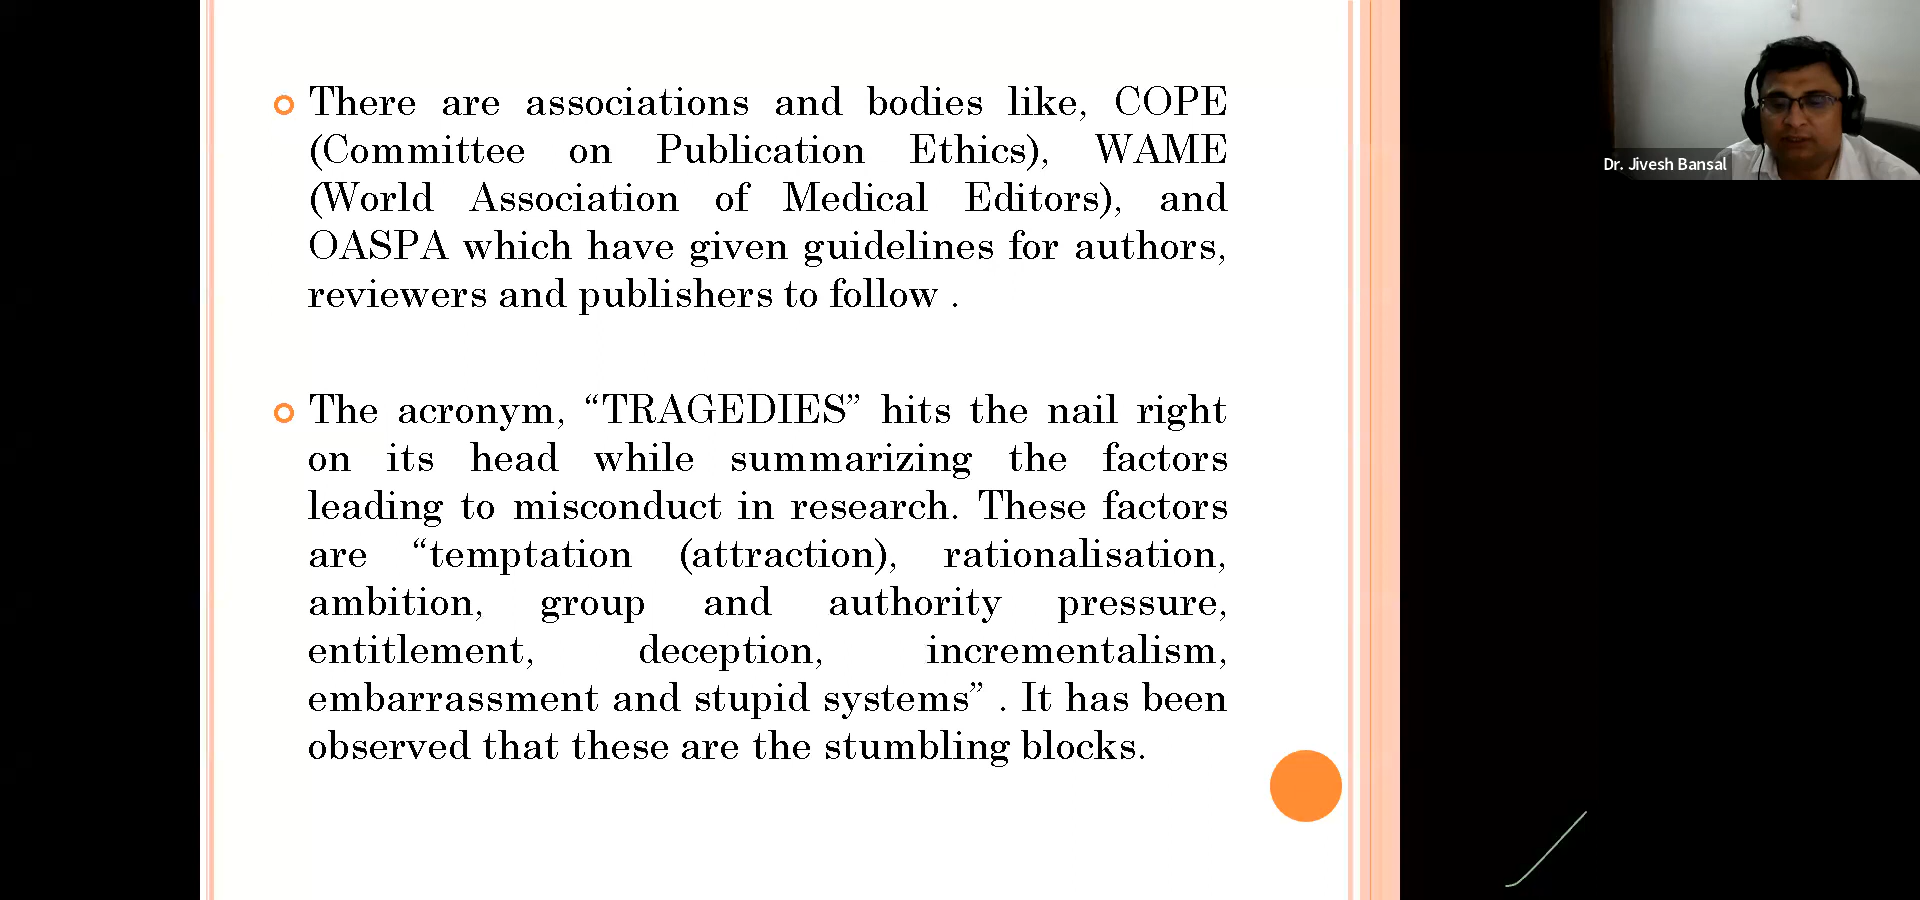 There are associations and bodies like, COPE
(Committee on Publication Ethics), WAME
(World Association of Medical Editors), and
OASPA which have given guidelines for authors,
reviewers and publishers to follow .
The acronym, “TRAGEDIES” hits the nail right
on its head while summarizing the factors
leading to misconduct in research. These factors
are “temptation (attraction), rationalisation,
ambition, group and authority pressure,
entitlement, deception, incrementalism,
embarrassment and stupid systems” . It has been
observed that these are the stumbling blocks.
Dr. Jivesh Bansal